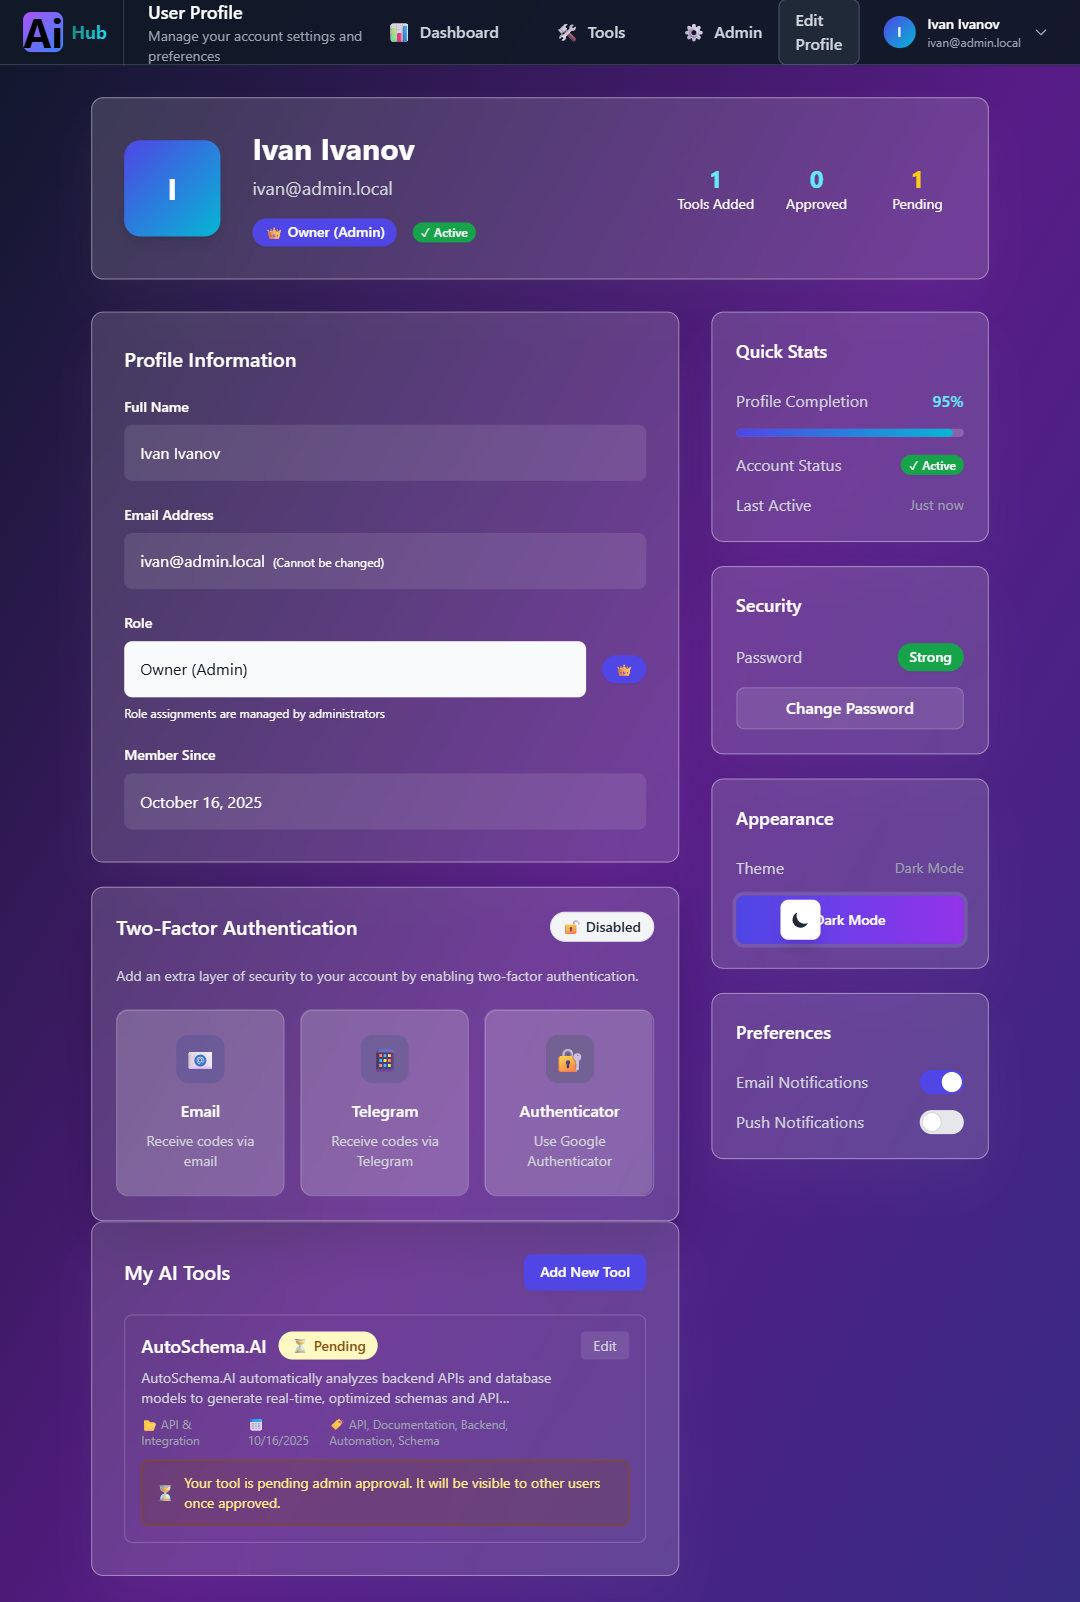 Ai Hub
User Profile
Manage your account settings and
preferences
Dashboard
Tools
Admin
Edit
Profile
I
Ivan Ivanov
ivan@admin.local
I
Ivan Ivanov
ivan@admin.local
Owner (Admin)
✓ Active
1
Tools Added
0
Approved
1
Pending
Profile Information
Full Name
Ivan Ivanov
Email Address
ivan@admin.local (Cannot be changed)
Role
Owner (Admin)
Role assignments are managed by administrators
Member Since
October 16, 2025
Quick Stats
Profile Completion 95%
Account Status ✓ Active
Last Active Just now
Security
Password Strong
Change Password
Appearance
Theme Dark Mode
Dark Mode
Preferences
Email Notifications
Push Notifications
Two-Factor Authentication
Disabled
Add an extra layer of security to your account by enabling two-factor authentication.
Email
Receive codes via
email
Telegram
Receive codes via
Telegram
Authenticator
Use Google
Authenticator
My AI Tools
Add New Tool
AutoSchema.AI
Pending
Edit
AutoSchema.AI automatically analyzes backend APIs and database
models to generate real-time, optimized schemas and API...
API &
Integration
10/16/2025
API, Documentation, Backend,
Automation, Schema
Your tool is pending admin approval. It will be visible to other users
once approved.